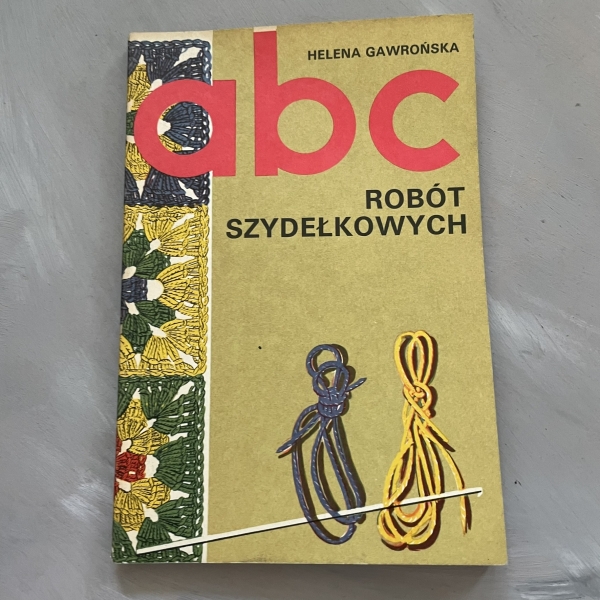 HELENA GAWROŃSKA
abc
ROBÓT
SZYDEŁKOWYCH